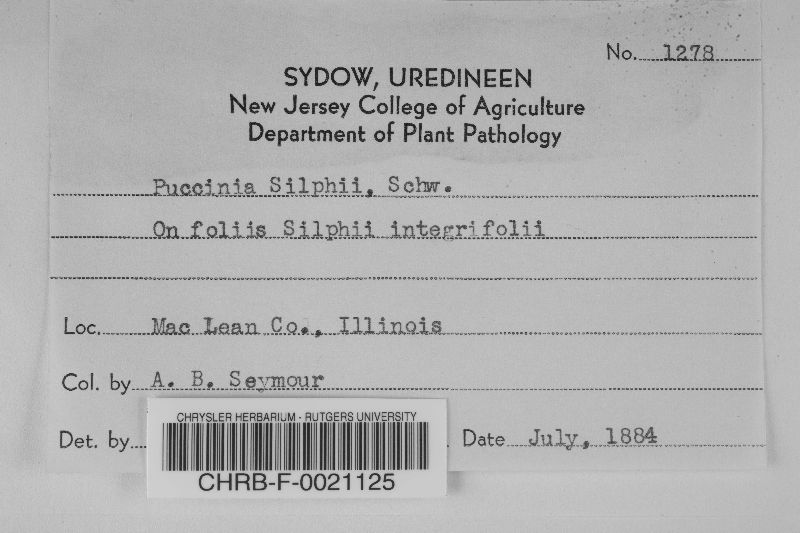 No. 1278
SYDOW, UREDINEEN
New Jersey College of Agriculture
Department of Plant Pathology
Puccinia Silphii, Schw.
On foliis Silphii integrifolii
Loc. Mac Lean Co., Illinois
Col. by A. B. Seymour
Det. by Date July, 1884
CHRYSLER HERBARIUM - RUTGERS UNIVERSITY
CHRB-F-0021125